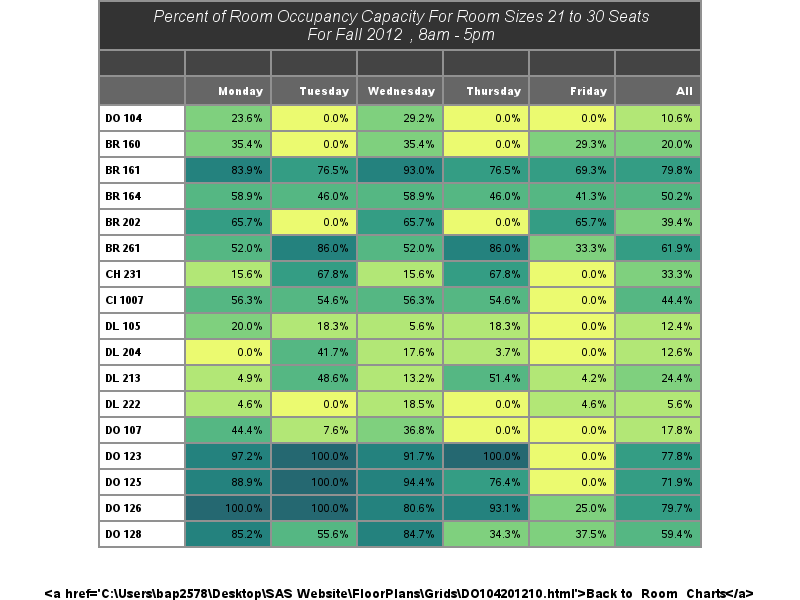 Percent of Room Occupancy Capacity For Room Sizes 21 to 30 Seats
For Fall 2012 , 8am - 5pm
Monday Tuesday Wednesday Thursday Friday All
DO 104 23.6% 0.0% 29.2% 0.0% 0.0% 10.6%
BR 160 35.4% 0.0% 35.4% 0.0% 29.3% 20.0%
BR 161 83.9% 76.5% 93.0% 76.5% 69.3% 79.8%
BR 164 58.9% 46.0% 58.9% 46.0% 41.3% 50.2%
BR 202 65.7% 0.0% 65.7% 0.0% 65.7% 39.4%
BR 261 52.0% 86.0% 52.0% 86.0% 33.3% 61.9%
CH 231 15.6% 67.8% 15.6% 67.8% 0.0% 33.3%
CI 1007 56.3% 54.6% 56.3% 54.6% 0.0% 44.4%
DL 105 20.0% 18.3% 5.6% 18.3% 0.0% 12.4%
DL 204 0.0% 41.7% 17.6% 3.7% 0.0% 12.6%
DL 213 4.9% 48.6% 13.2% 51.4% 4.2% 24.4%
DL 222 4.6% 0.0% 18.5% 0.0% 4.6% 5.6%
DO 107 44.4% 7.6% 36.8% 0.0% 0.0% 17.8%
DO 123 97.2% 100.0% 91.7% 100.0% 0.0% 77.8%
DO 125 88.9% 100.0% 94.4% 76.4% 0.0% 71.9%
DO 126 100.0% 100.0% 80.6% 93.1% 25.0% 79.7%
DO 128 85.2% 55.6% 84.7% 34.3% 37.5% 59.4%
<a href='C:\Users\bap2578\Desktop\SAS Website\FloorPlans\Grids\DO104201210.html'>Back to Room Charts</a>